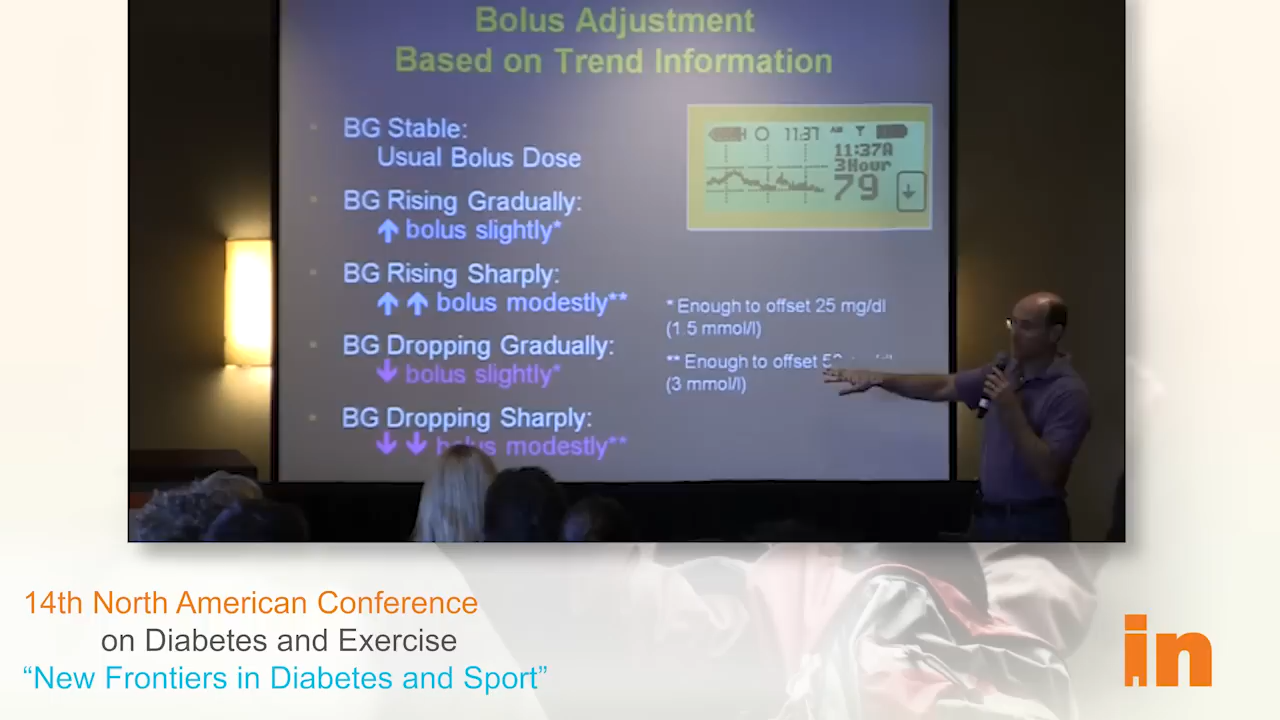 Bolus Adjustment
Based on Trend Information
BG Stable:
Usual Bolus Dose
BG Rising Gradually:
↑ bolus slightly*
BG Rising Sharply:
↑ ↑ bolus modestly**
BG Dropping Gradually:
↓ bolus slightly*
BG Dropping Sharply:
↓ ↓ bolus modestly**
11:37
11:37A
3Hour
79
* Enough to offset 25 mg/dl
(1.5 mmol/l)
** Enough to offset
(3 mmol/l)
14th North American Conference
on Diabetes and Exercise
“New Frontiers in Diabetes and Sport”
in